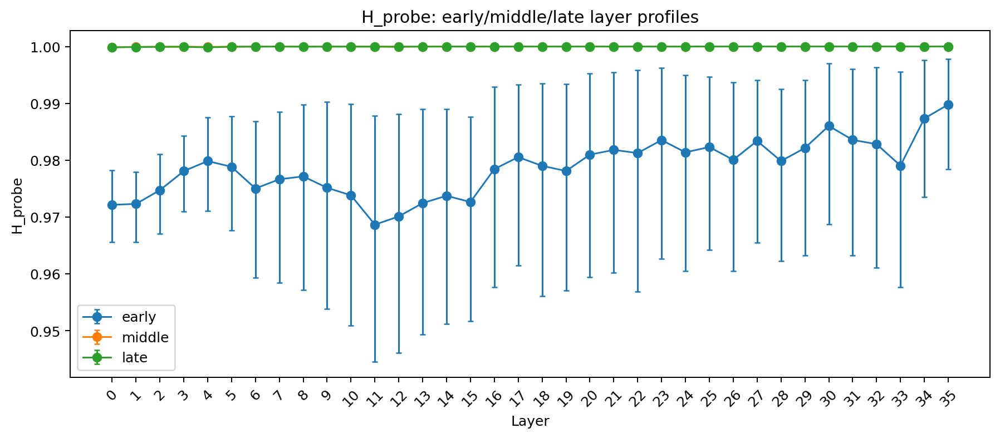 H_probe: early/middle/late layer profiles
H_probe
1.00
0.99
0.98
0.97
0.96
0.95
early
middle
late
0 1 2 3 4 5 6 7 8 9 10 11 12 13 14 15 16 17 18 19 20 21 22 23 24 25 26 27 28 29 30 31 32 33 34 35
Layer